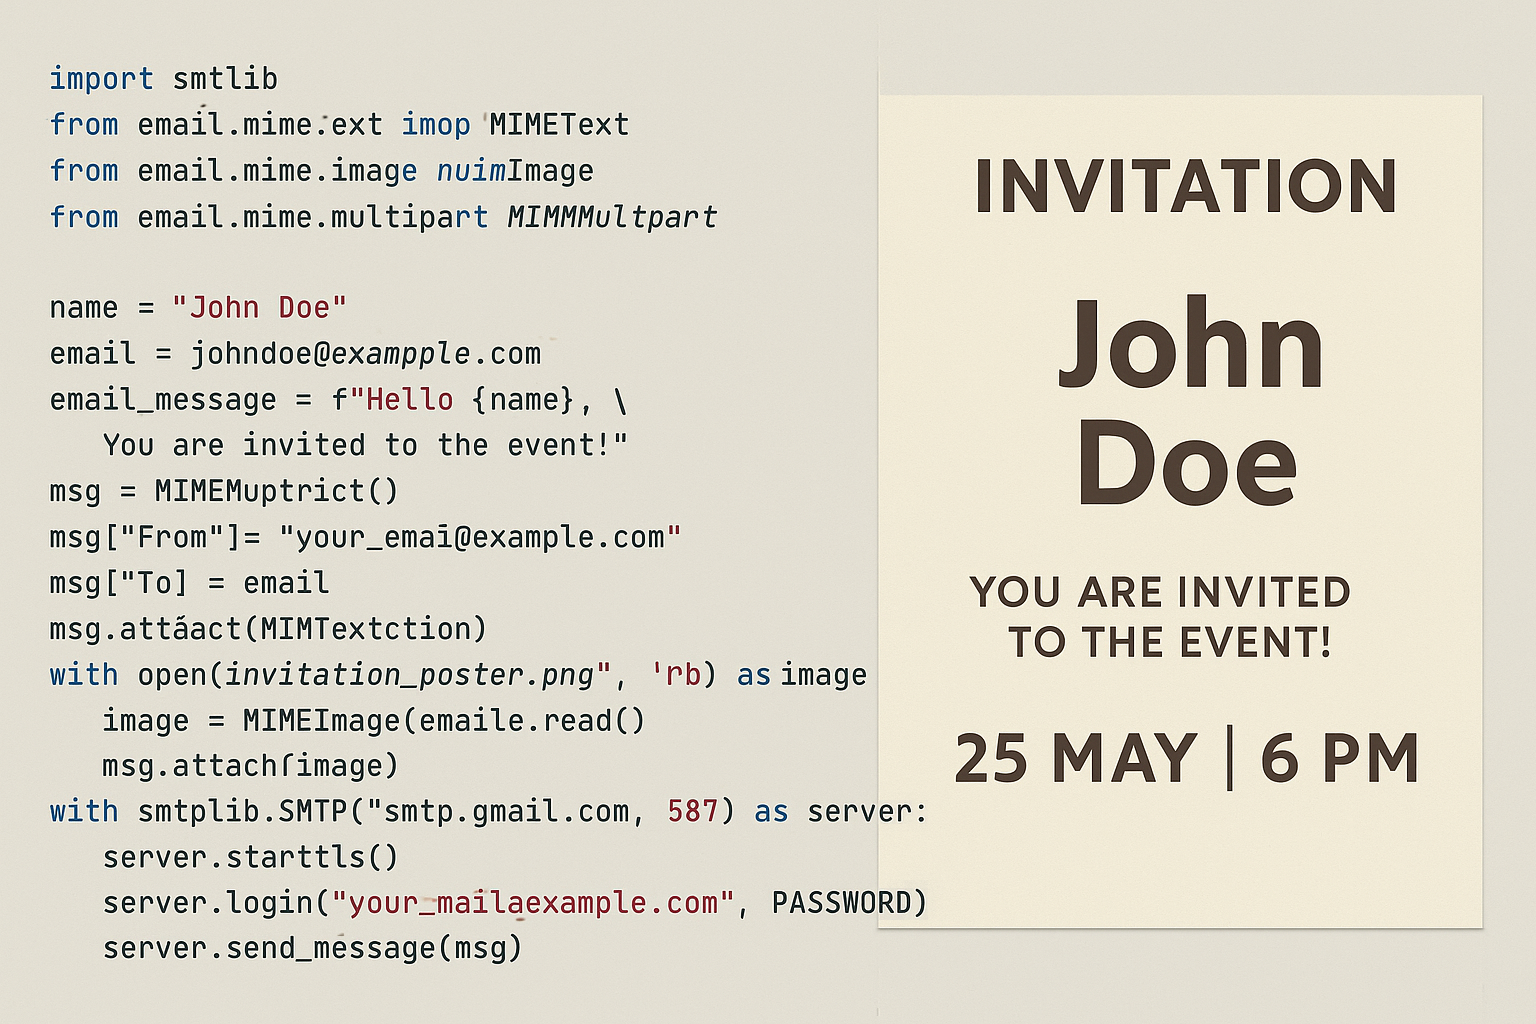 import smtlib
from email.mime.ext imop 'MIMEText
from email.mime.image nuimImage
from email.mime.multipart MIMMMultpart
name = "John Doe"
email = johndoe@exampple.com
email_message = f"Hello {name}, \
You are invited to the event!"
msg = MIMEMuptrict()
msg["From"]= "your_emai@example.com"
msg["To] = email
msg.attãact(MIMTextction)
with open(invitation_poster.png", 'rb) as image
image = MIMEImage(emaile.read()
msg.attach(image)
with smtplib.SMTP("smtp.gmail.com, 587) as server:
server.starttls()
server.login("your_mailaexample.com", PASSWORD)
server.send_message(msg)
INVITATION
John
Doe
YOU ARE INVITED
TO THE EVENT!
25 MAY | 6 PM